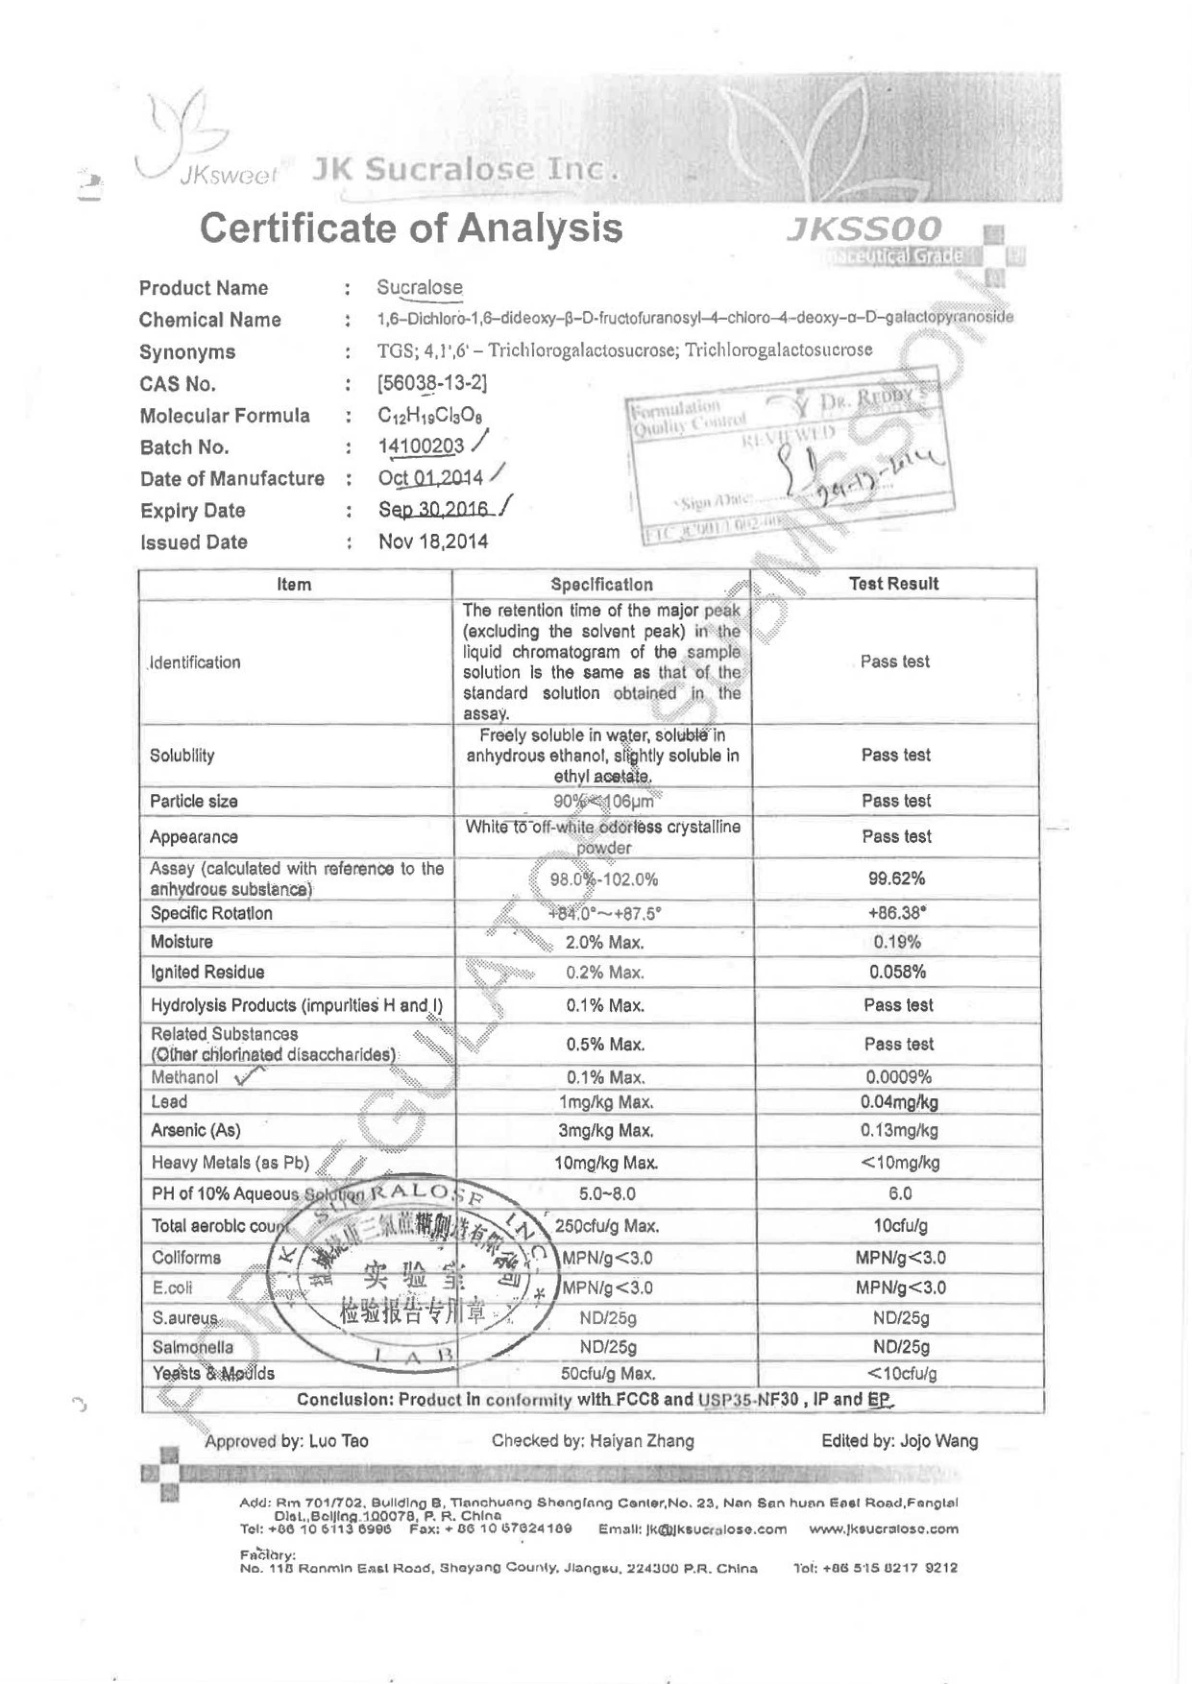 JKsweet JK Sucralose Inc.
Certificate of Analysis JKSS00
aceutical Grade
Product Name : Sucralose
Chemical Name : 1,6–Dichloro-1,6–dideoxy–β–D-fructofuranosyl–4–chloro–4–deoxy–α–D–galactopyranoside
Synonyms : TGS; 4,1',6' – Trichlorogalactosucrose; Trichlorogalactosucrose
CAS No. : [56038-13-2]
Molecular Formula : C₁₂H₁₉Cl₃O₈
Batch No. : 14100203
Date of Manufacture : Oct 01,2014
Expiry Date : Sep 30,2016
Issued Date : Nov 18,2014
Formulation
Quality Control
DR. REDDY'S
REVIEWED
Sign /Date:
Item Specification Test Result
Identification
The retention time of the major peak
(excluding the solvent peak) in the
liquid chromatogram of the sample
solution is the same as that of the
standard solution obtained in the
assay.
Pass test
Solubility
Freely soluble in water, soluble in
anhydrous ethanol, slightly soluble in
ethyl acetate.
Pass test
Particle size 90%<106μm Pass test
Appearance
White to off-white odorless crystalline
powder
Pass test
Assay (calculated with reference to the
anhydrous substance)
98.0%-102.0% 99.62%
Specific Rotation +84.0°~+87.5° +86.38°
Moisture 2.0% Max. 0.19%
Ignited Residue 0.2% Max. 0.058%
Hydrolysis Products (impurities H and I) 0.1% Max. Pass test
Related Substances
(Other chlorinated disaccharides)
0.5% Max. Pass test
Methanol 0.1% Max. 0.0009%
Lead 1mg/kg Max. 0.04mg/kg
Arsenic (As) 3mg/kg Max. 0.13mg/kg
Heavy Metals (as Pb) 10mg/kg Max. <10mg/kg
PH of 10% Aqueous Solution 5.0~8.0 6.0
Total aerobic count 250cfu/g Max. 10cfu/g
Coliforms MPN/g<3.0 MPN/g<3.0
E.coli MPN/g<3.0 MPN/g<3.0
S.aureus ND/25g ND/25g
Salmonella ND/25g ND/25g
Yeasts & Moulds 50cfu/g Max. <10cfu/g
Conclusion: Product in conformity with FCC8 and USP35-NF30 , IP and EP.
JK SUCRALOSE INC.
盐城捷康三氯蔗糖制造有限公司
实验室
检验报告专用章
LAB
FOR REGULATORY SUBMISSION
Approved by: Luo Tao Checked by: Haiyan Zhang Edited by: Jojo Wang
Add: Rm 701/702, Building B, Tianchuang Shengfang Center,No. 23, Nan San huan East Road,Fangtai
Dist.,Beijing.100078, P. R. China
Tel: +86 10 5113 6996 Fax: + 86 10 67624169 Email: jk@jksucralose.com www.jksucralose.com
Factory:
No. 118 Renmin East Road, Sheyang County, Jiangsu, 224300 P.R. China Tel: +86 515 8217 9212